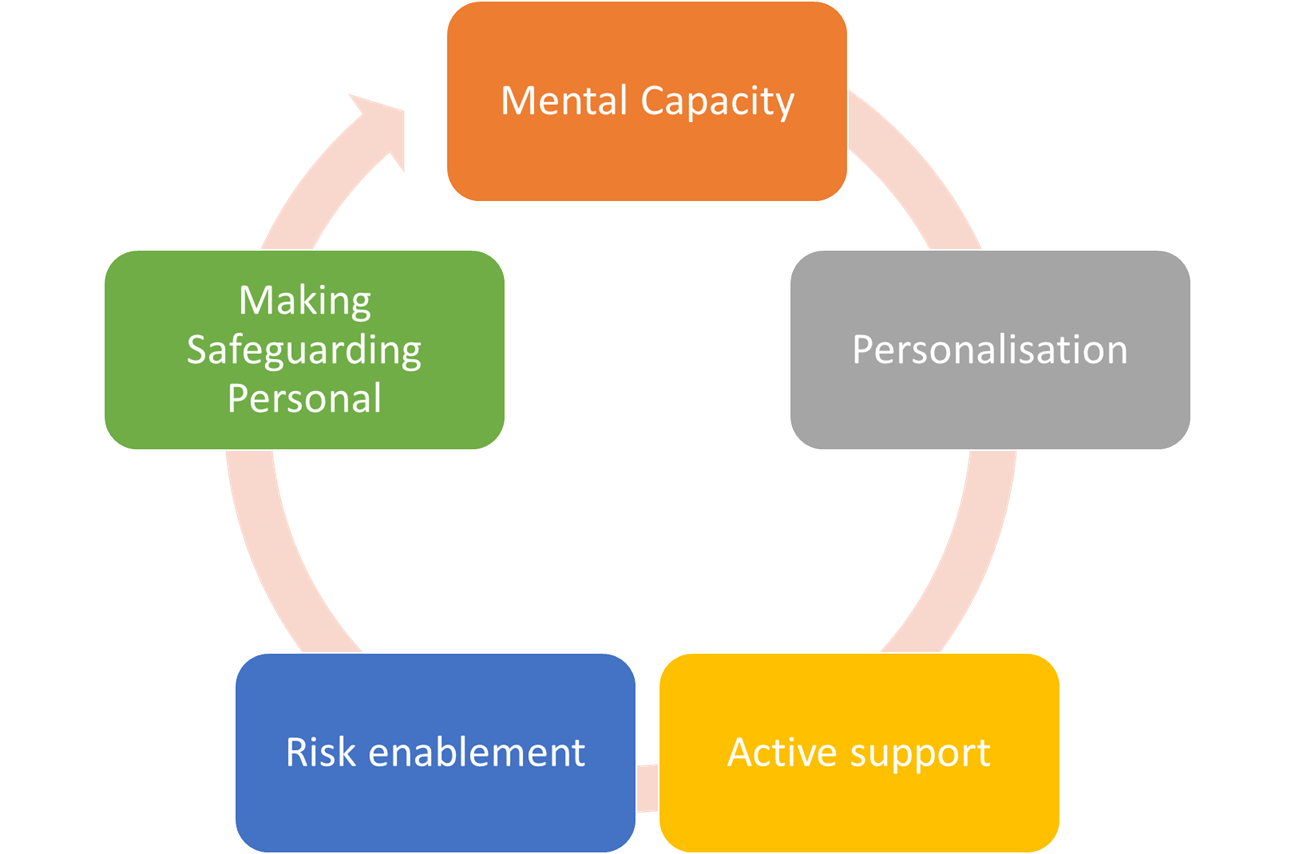 Mental Capacity
Personalisation
Active support
Risk enablement
Making
Safeguarding
Personal